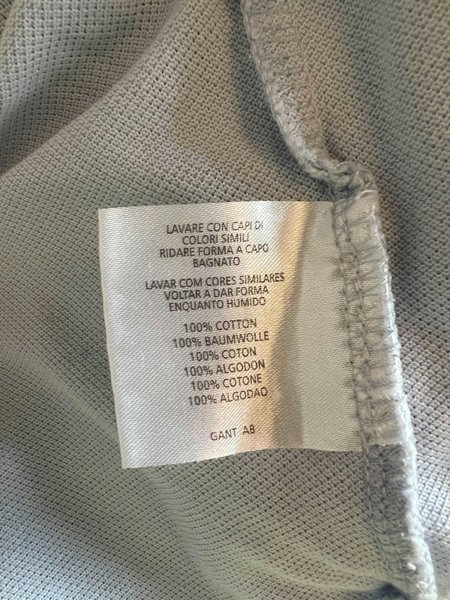 LAVARE CON CAPI DI
COLORI SIMILI
RIDARE FORMA A CAPO
BAGNATO
LAVAR COM CORES SIMILARES
VOLTAR A DAR FORMA
ENQUANTO HUMIDO
100% COTTON
100% BAUMWOLLE
100% COTON
100% ALGODON
100% COTONE
100% ALGODAO
GANT AB